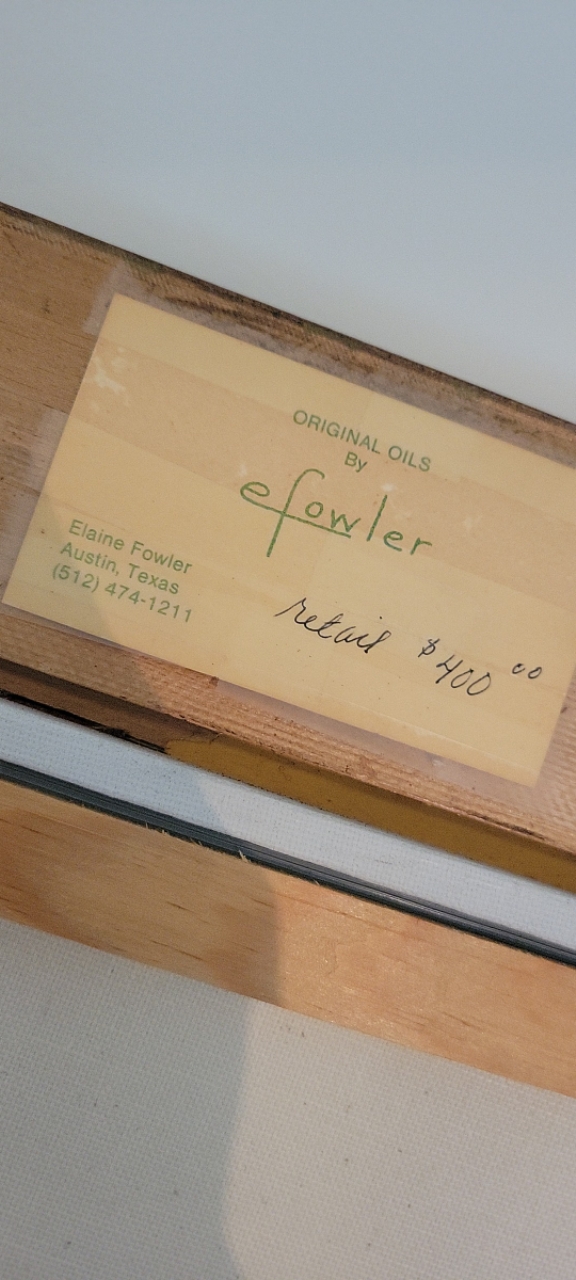 ORIGINAL OILS
By
efowler
Elaine Fowler
Austin, Texas
(512) 474-1211
retail $400.00